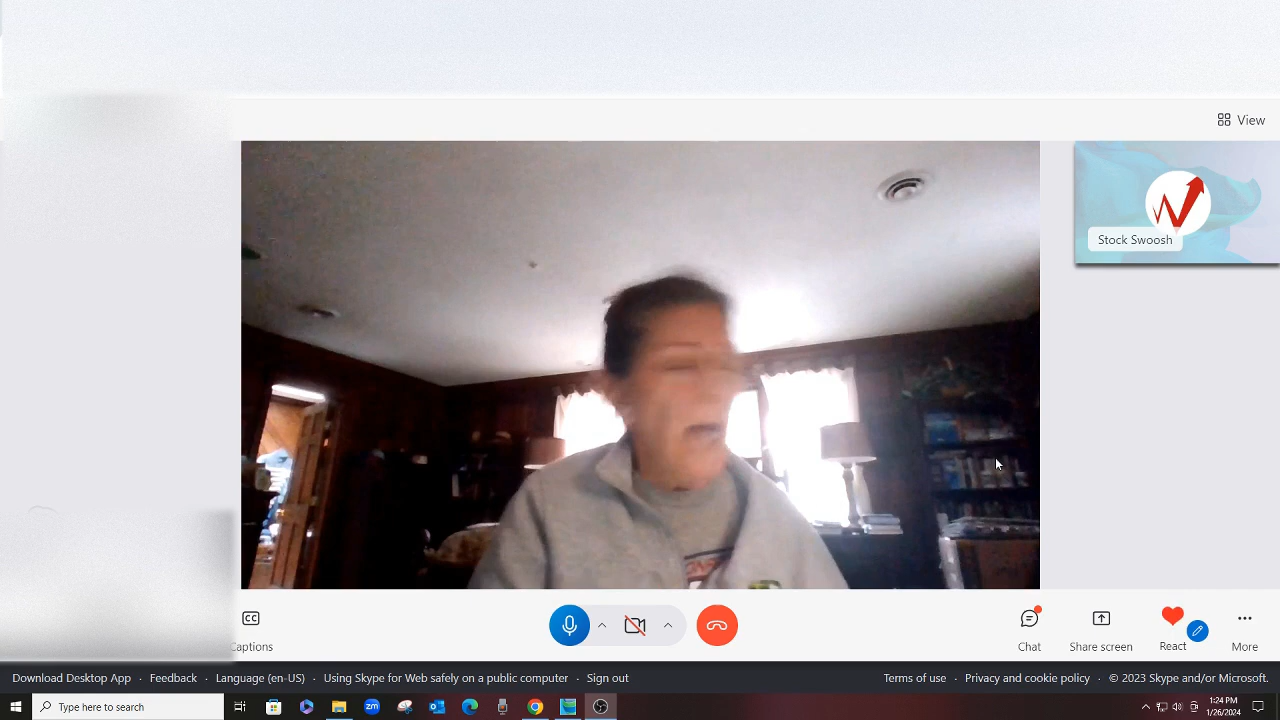 View
Stock Swoosh
CC
Captions
Chat
Share screen
React
More
Download Desktop App · Feedback · Language (en-US) · Using Skype for Web safely on a public computer · Sign out
Terms of use · Privacy and cookie policy · © 2023 Skype and/or Microsoft.
Type here to search
zm
1:24 PM
1/26/2024